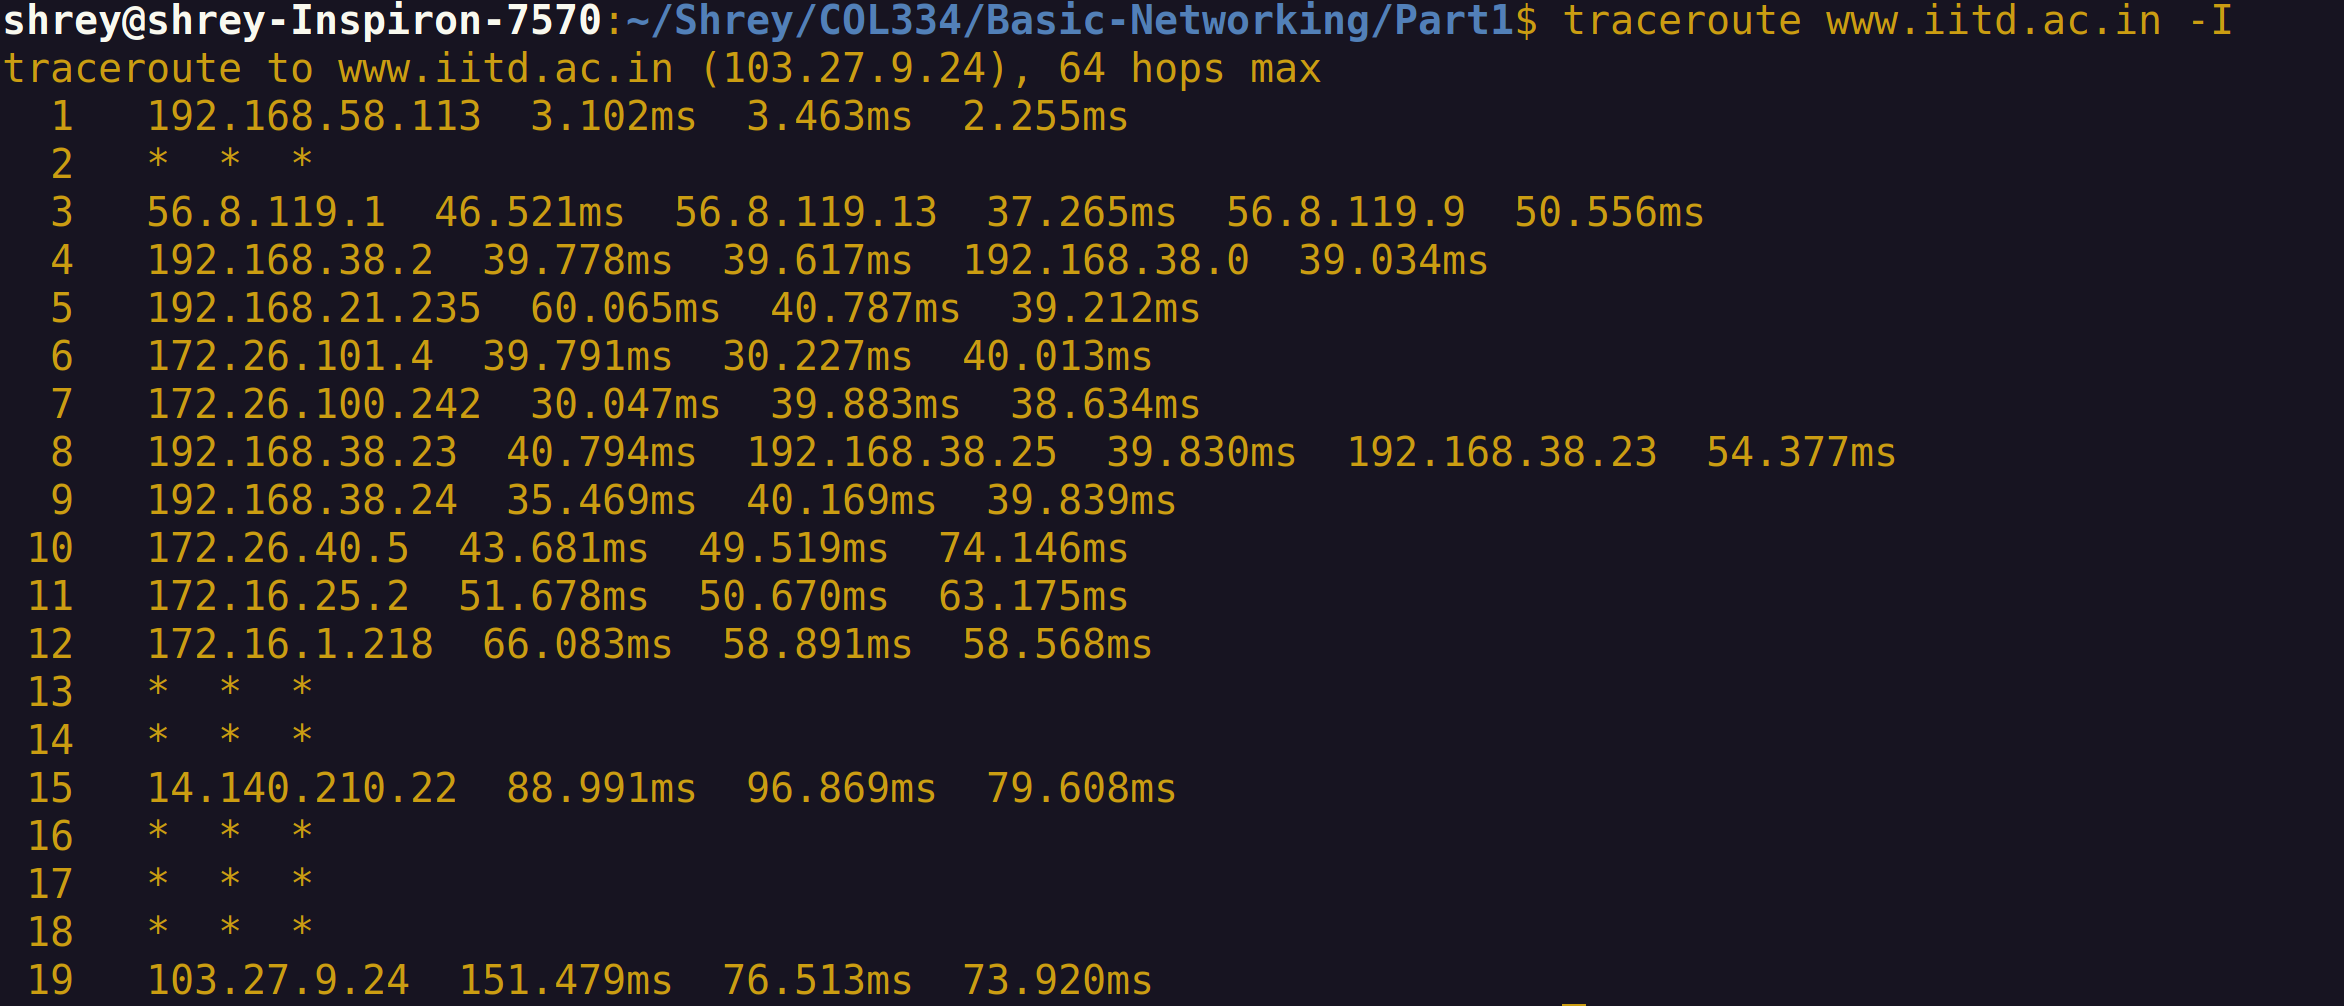 shrey@shrey-Inspiron-7570:~/Shrey/COL334/Basic-Networking/Part1$ traceroute www.iitd.ac.in -I
traceroute to www.iitd.ac.in (103.27.9.24), 64 hops max
  1   192.168.58.113  3.102ms  3.463ms  2.255ms
  2   *  *  *
  3   56.8.119.1  46.521ms  56.8.119.13  37.265ms  56.8.119.9  50.556ms
  4   192.168.38.2  39.778ms  39.617ms  192.168.38.0  39.034ms
  5   192.168.21.235  60.065ms  40.787ms  39.212ms
  6   172.26.101.4  39.791ms  30.227ms  40.013ms
  7   172.26.100.242  30.047ms  39.883ms  38.634ms
  8   192.168.38.23  40.794ms  192.168.38.25  39.830ms  192.168.38.23  54.377ms
  9   192.168.38.24  35.469ms  40.169ms  39.839ms
 10   172.26.40.5  43.681ms  49.519ms  74.146ms
 11   172.16.25.2  51.678ms  50.670ms  63.175ms
 12   172.16.1.218  66.083ms  58.891ms  58.568ms
 13   *  *  *
 14   *  *  *
 15   14.140.210.22  88.991ms  96.869ms  79.608ms
 16   *  *  *
 17   *  *  *
 18   *  *  *
 19   103.27.9.24  151.479ms  76.513ms  73.920ms